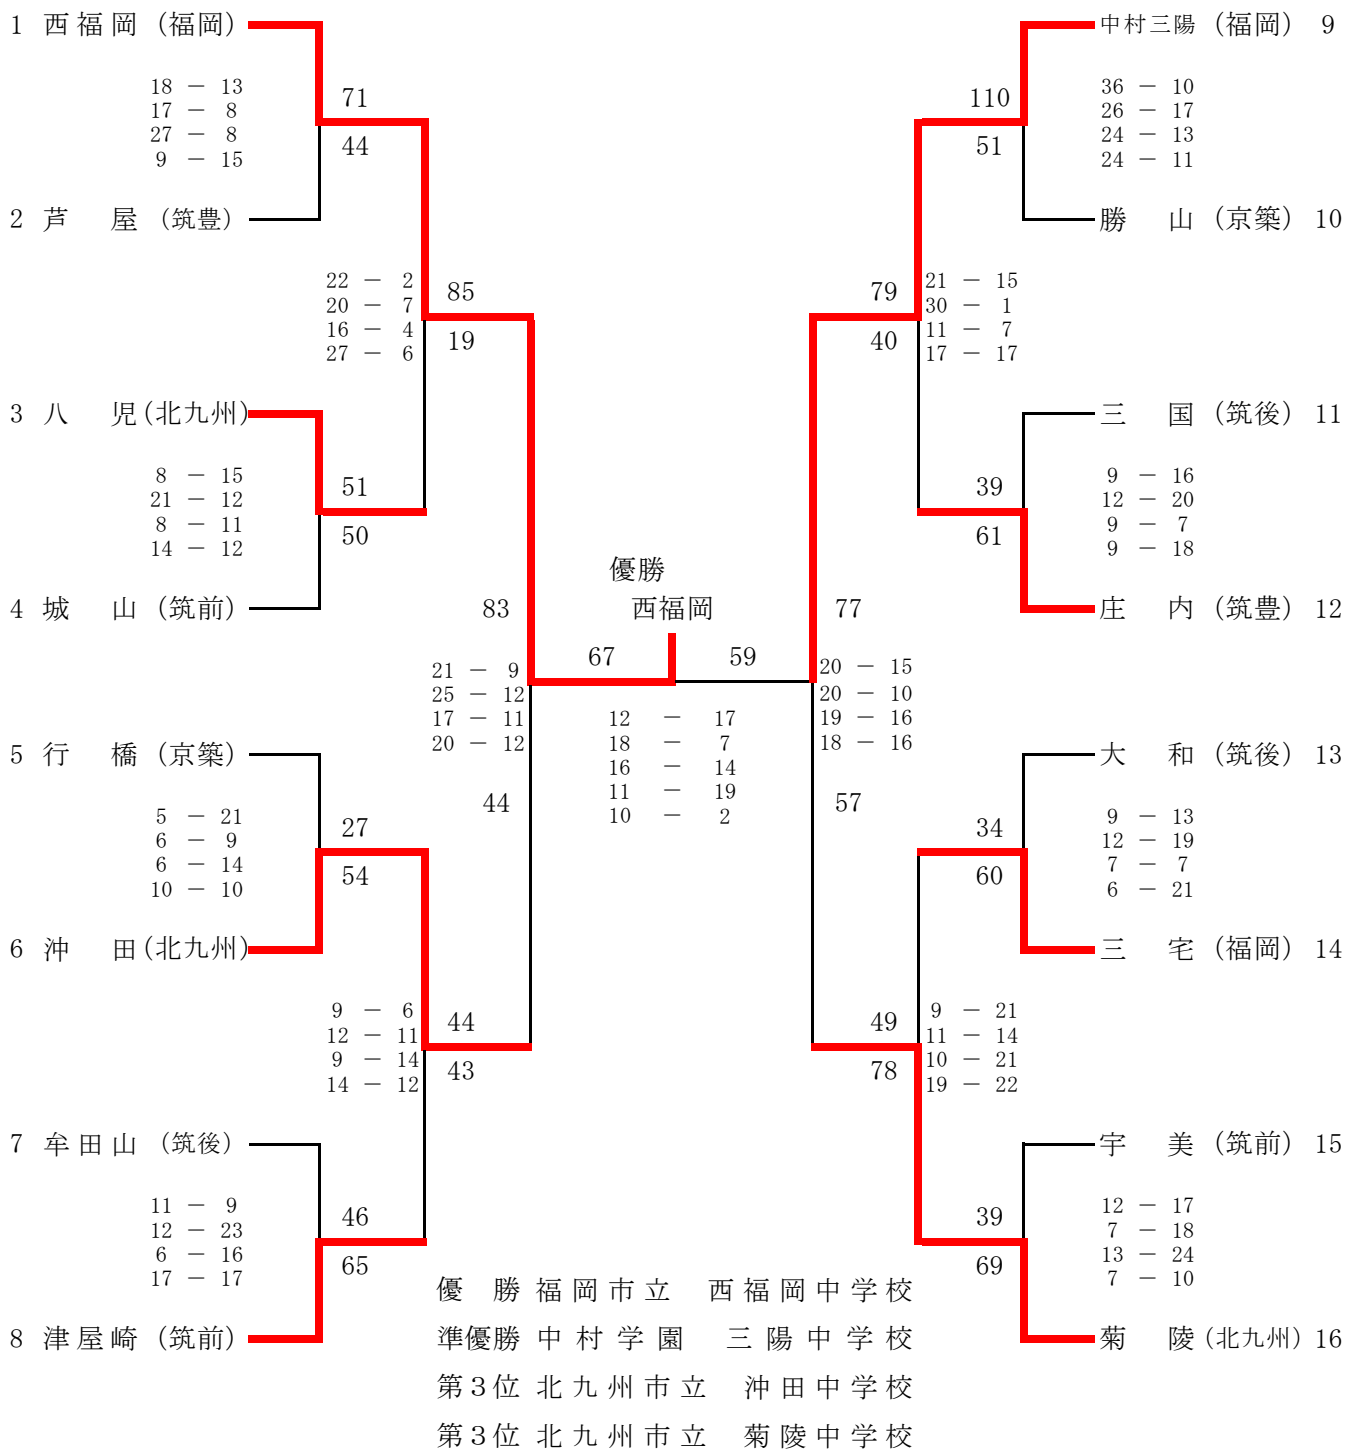 1 西福岡 (福岡)
18 － 13
17 － 8
27 － 8
9 － 15
71
44
2 芦屋 (筑豊)
22 － 2
20 － 7
16 － 4
27 － 6
85
19
3 八児 (北九州)
8 － 15
21 － 12
8 － 11
14 － 12
51
50
4 城山 (筑前)
83
21 － 9
25 － 12
17 － 11
20 － 12
44
5 行橋 (京築)
5 － 21
6 － 9
6 － 14
10 － 10
27
54
6 沖田 (北九州)
9 － 6
12 － 11
9 － 14
14 － 12
44
43
7 牟田山 (筑後)
11 － 9
12 － 23
6 － 16
17 － 17
46
65
8 津屋崎 (筑前)
優勝
西福岡
67 59
12 － 17
18 － 7
16 － 14
11 － 19
10 － 2
中村三陽 (福岡) 9
110
51
36 － 10
26 － 17
24 － 13
24 － 11
勝山 (京築) 10
79
40
21 － 15
30 － 1
11 － 7
17 － 17
三国 (筑後) 11
39
61
9 － 16
12 － 20
9 － 7
9 － 18
庄内 (筑豊) 12
77
20 － 15
20 － 10
19 － 16
18 － 16
57
大和 (筑後) 13
34
60
9 － 13
12 － 19
7 － 7
6 － 21
三宅 (福岡) 14
49
78
9 － 21
11 － 14
10 － 21
19 － 22
宇美 (筑前) 15
39
69
12 － 17
7 － 18
13 － 24
7 － 10
菊陵 (北九州) 16
優勝 福岡市立 西福岡中学校
準優勝 中村学園 三陽中学校
第3位 北九州市立 沖田中学校
第3位 北九州市立 菊陵中学校